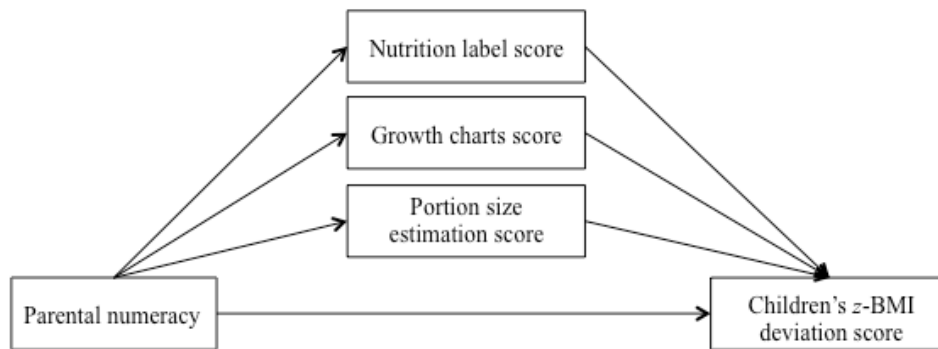 Nutrition label score
Growth charts score
Portion size
estimation score
Parental numeracy
Children's z-BMI
deviation score